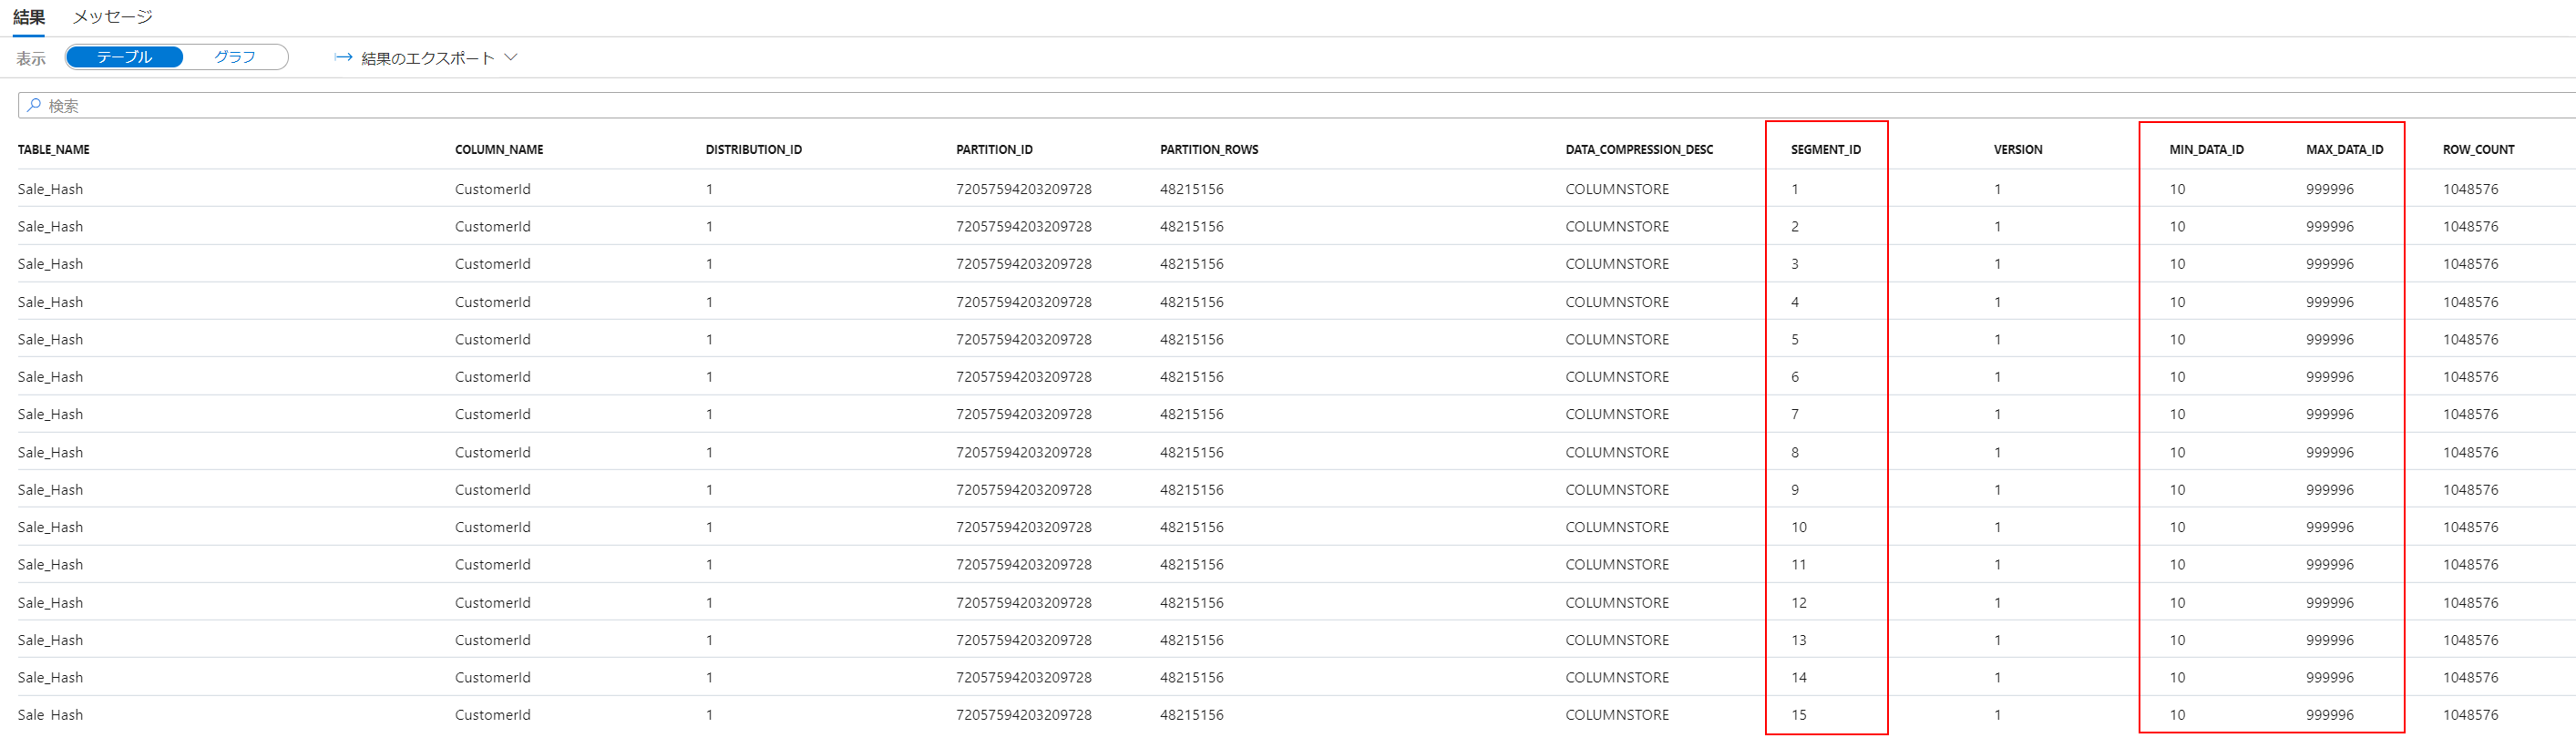 結果 メッセージ
表示 テーブル グラフ 結果のエクスポート
検索
TABLE_NAME COLUMN_NAME DISTRIBUTION_ID PARTITION_ID PARTITION_ROWS DATA_COMPRESSION_DESC SEGMENT_ID VERSION MIN_DATA_ID MAX_DATA_ID ROW_COUNT
Sale_Hash CustomerId 1 72057594203209728 48215156 COLUMNSTORE 1 1 10 999996 1048576
Sale_Hash CustomerId 1 72057594203209728 48215156 COLUMNSTORE 2 1 10 999996 1048576
Sale_Hash CustomerId 1 72057594203209728 48215156 COLUMNSTORE 3 1 10 999996 1048576
Sale_Hash CustomerId 1 72057594203209728 48215156 COLUMNSTORE 4 1 10 999996 1048576
Sale_Hash CustomerId 1 72057594203209728 48215156 COLUMNSTORE 5 1 10 999996 1048576
Sale_Hash CustomerId 1 72057594203209728 48215156 COLUMNSTORE 6 1 10 999996 1048576
Sale_Hash CustomerId 1 72057594203209728 48215156 COLUMNSTORE 7 1 10 999996 1048576
Sale_Hash CustomerId 1 72057594203209728 48215156 COLUMNSTORE 8 1 10 999996 1048576
Sale_Hash CustomerId 1 72057594203209728 48215156 COLUMNSTORE 9 1 10 999996 1048576
Sale_Hash CustomerId 1 72057594203209728 48215156 COLUMNSTORE 10 1 10 999996 1048576
Sale_Hash CustomerId 1 72057594203209728 48215156 COLUMNSTORE 11 1 10 999996 1048576
Sale_Hash CustomerId 1 72057594203209728 48215156 COLUMNSTORE 12 1 10 999996 1048576
Sale_Hash CustomerId 1 72057594203209728 48215156 COLUMNSTORE 13 1 10 999996 1048576
Sale_Hash CustomerId 1 72057594203209728 48215156 COLUMNSTORE 14 1 10 999996 1048576
Sale_Hash CustomerId 1 72057594203209728 48215156 COLUMNSTORE 15 1 10 999996 1048576